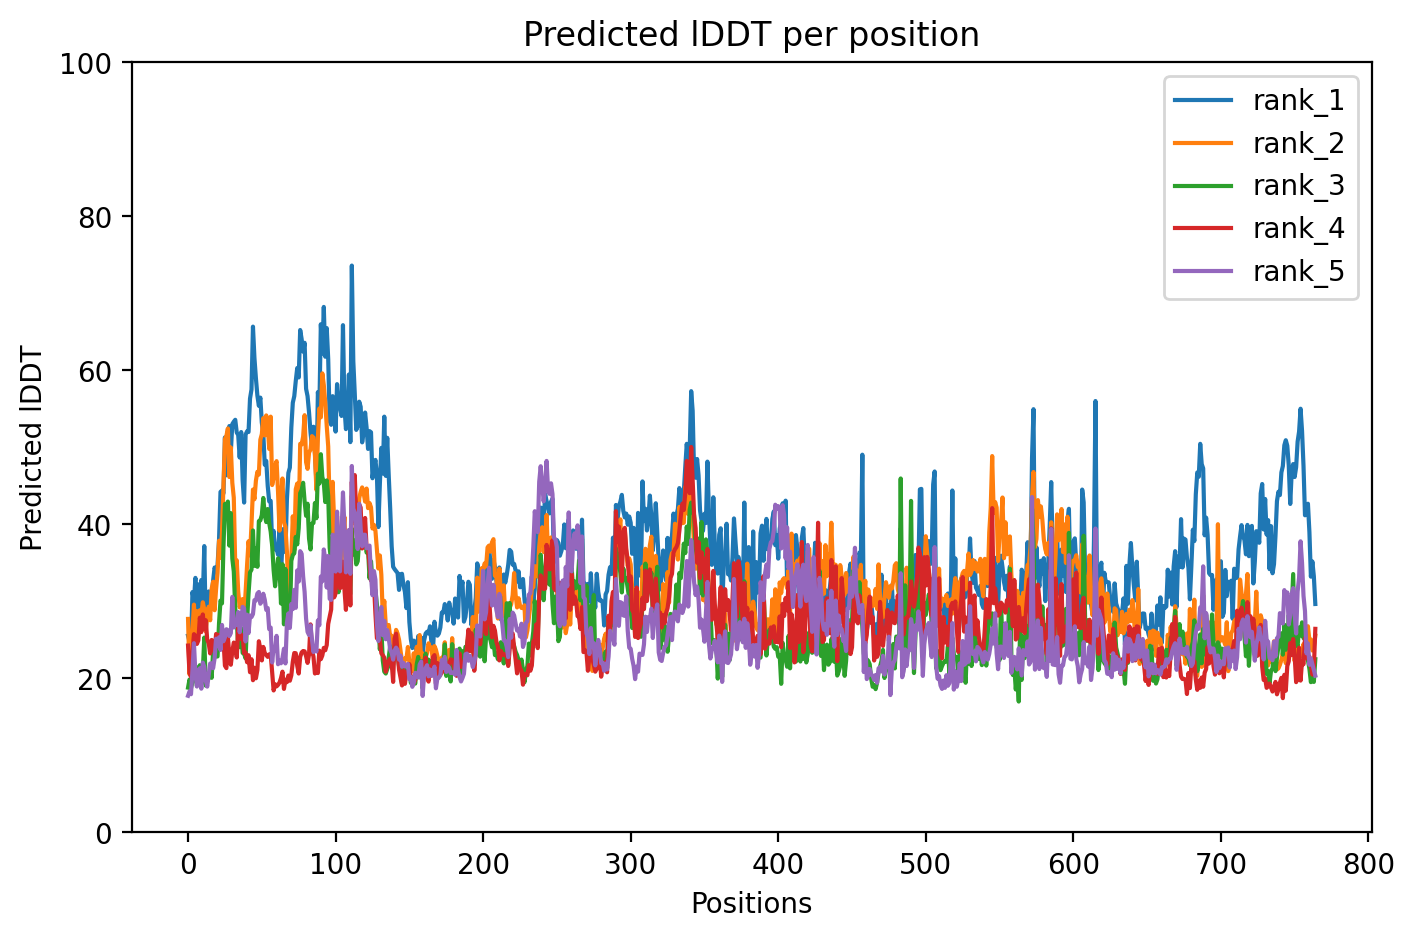 Predicted lDDT per position
100
80
60
40
20
0
Predicted lDDT
rank_1
rank_2
rank_3
rank_4
rank_5
0 100 200 300 400 500 600 700 800
Positions